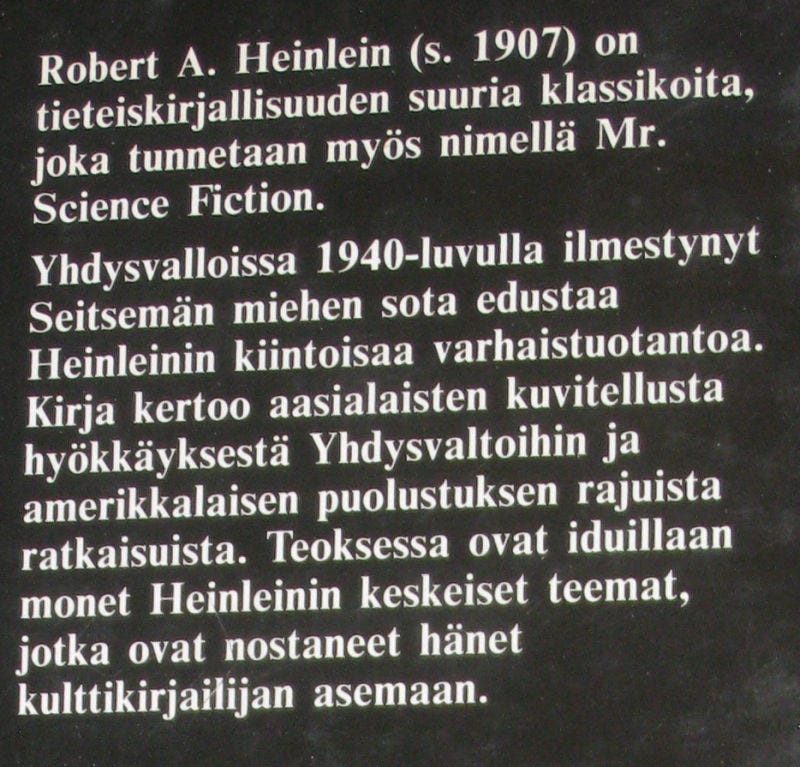 Robert A. Heinlein (s. 1907) on
tieteiskirjallisuuden suuria klassikoita,
joka tunnetaan myös nimellä Mr.
Science Fiction.
Yhdysvalloissa 1940-luvulla ilmestynyt
Seitsemän miehen sota edustaa
Heinleinin kiintoisaa varhaistuotantoa.
Kirja kertoo aasialaisten kuvitellusta
hyökkäyksestä Yhdysvaltoihin ja
amerikkalaisen puolustuksen rajuista
ratkaisuista. Teoksessa ovat iduillaan
monet Heinleinin keskeiset teemat,
jotka ovat nostaneet hänet
kulttikirjailijan asemaan.